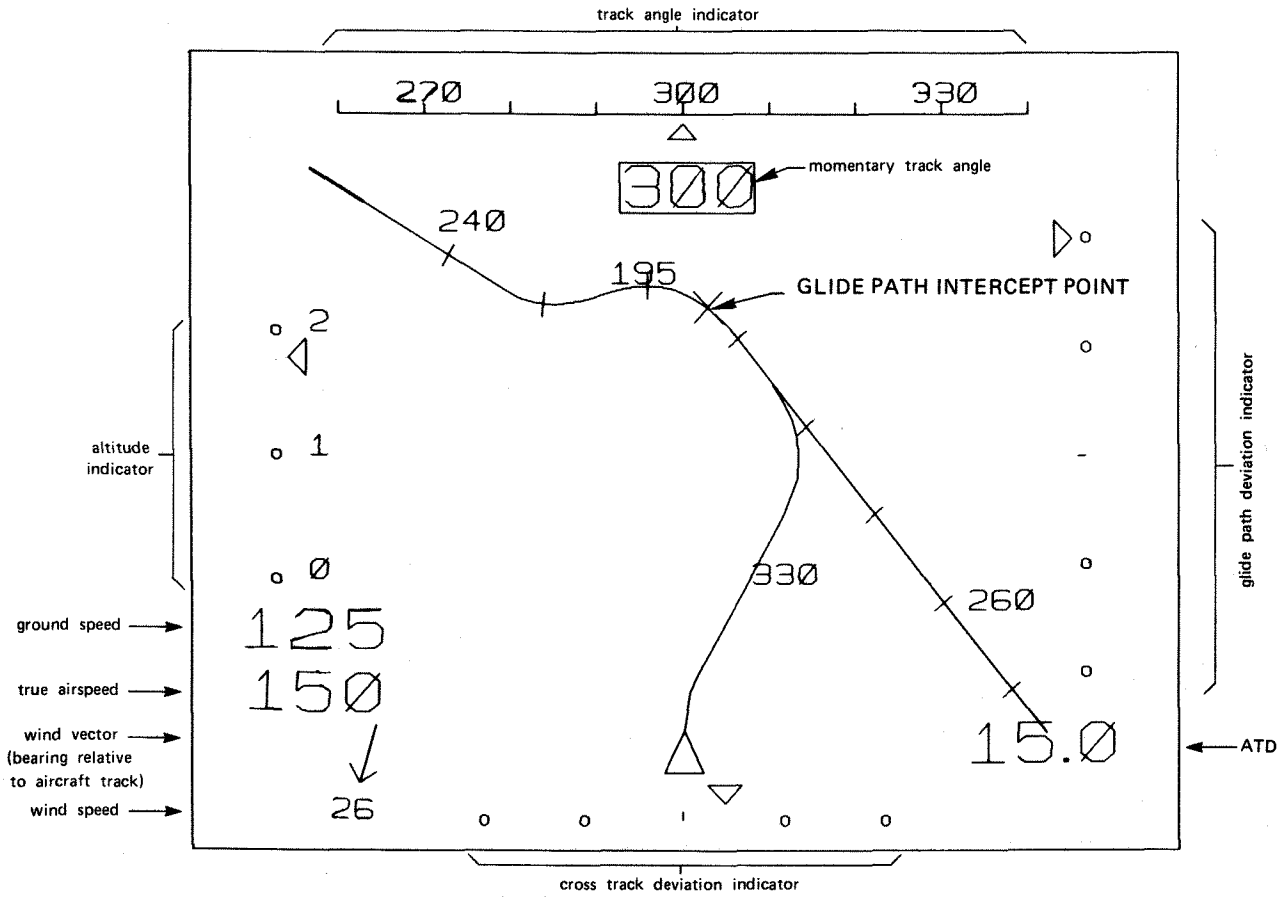 track angle indicator
270
300
330
300
momentary track angle
240
195
GLIDE PATH INTERCEPT POINT
2
1
0
altitude
indicator
glide path deviation indicator
330
260
ground speed
125
true airspeed
150
wind vector
(bearing relative
to aircraft track)
15.0
ATD
wind speed
26
cross track deviation indicator